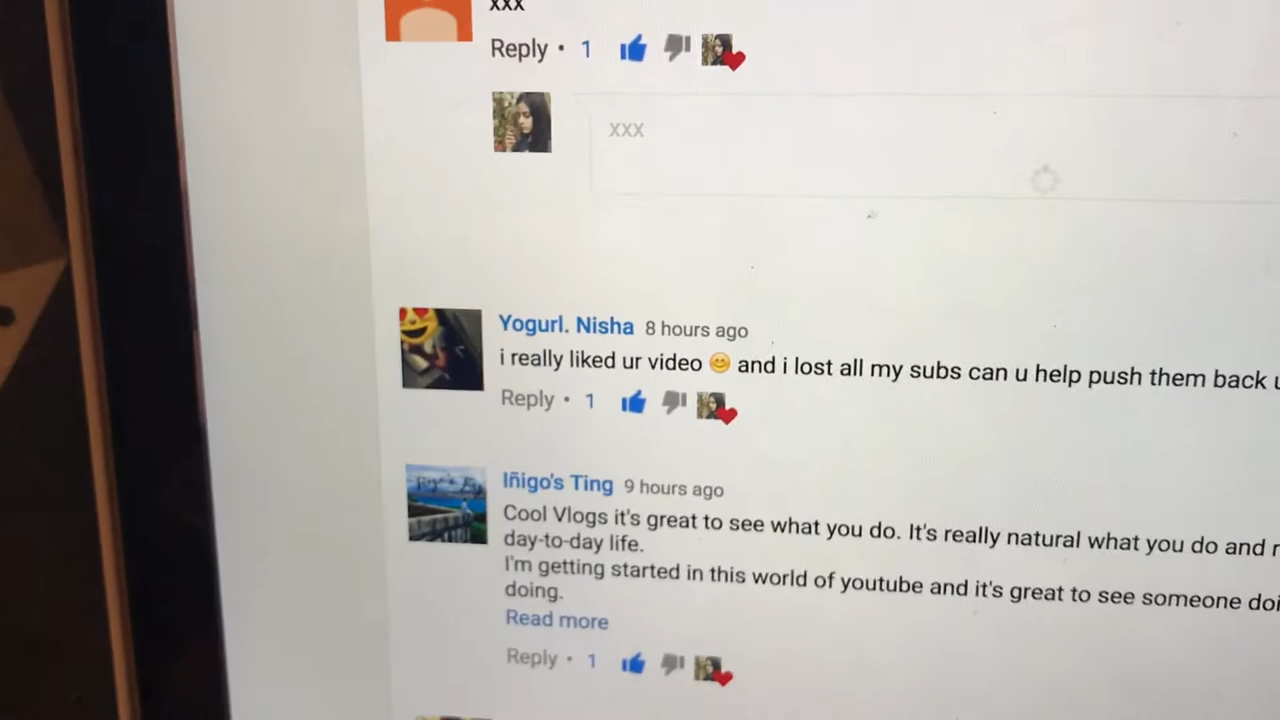 xxx
Reply • 1
xxx
Yogurl. Nisha 8 hours ago
i really liked ur video 😊 and i lost all my subs can u help push them back
Reply • 1
Iñigo's Ting 9 hours ago
Cool Vlogs it's great to see what you do. It's really natural what you do and
day-to-day life.
I'm getting started in this world of youtube and it's great to see someone
doing.
Read more
Reply • 1